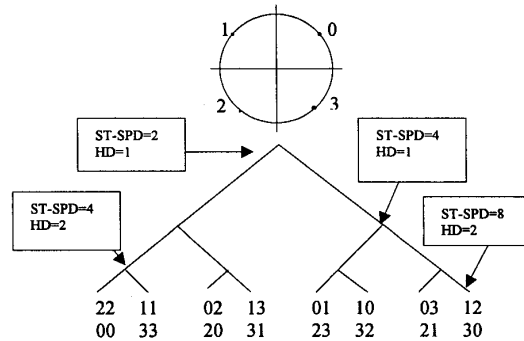 1 0
2 3
ST-SPD=2
HD=1
ST-SPD=4
HD=1
ST-SPD=4
HD=2
ST-SPD=8
HD=2
22 11 02 13 01 10 03 12
00 33 20 31 23 32 21 30